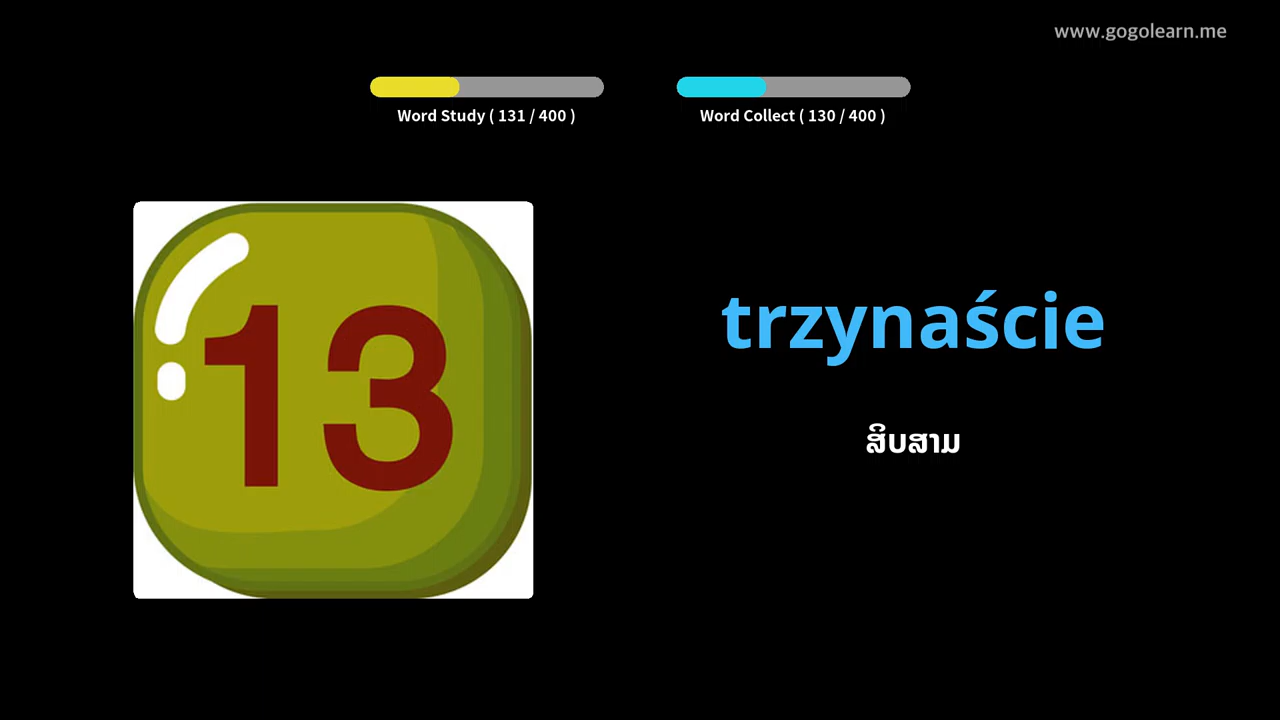 www.gogolearn.me
Word Study ( 131 / 400 )
Word Collect ( 130 / 400 )
13
trzynaście
ສິບສາມ